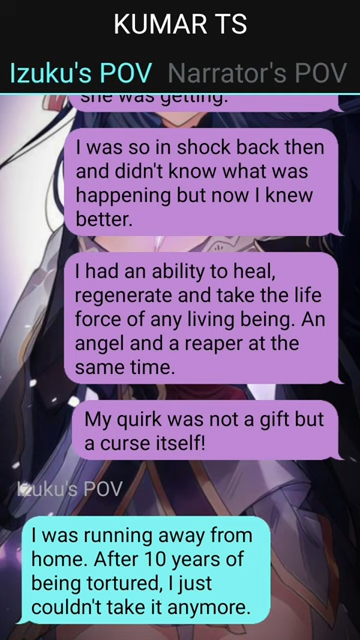 KUMAR TS
Izuku's POV Narrator's POV
she was getting.
I was so in shock back then
and didn't know what was
happening but now I knew
better.
I had an ability to heal,
regenerate and take the life
force of any living being. An
angel and a reaper at the
same time.
My quirk was not a gift but
a curse itself!
Izuku's POV
I was running away from
home. After 10 years of
being tortured, I just
couldn't take it anymore.